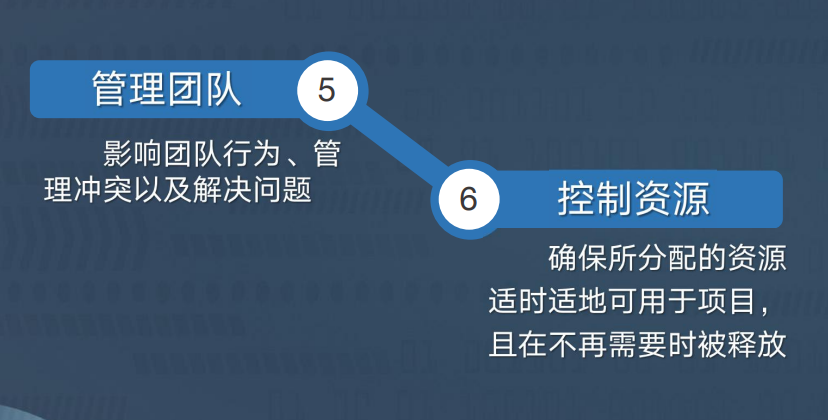 管理团队
5
影响团队行为、管
理冲突以及解决问题
6
控制资源
确保所分配的资源
适时适地可用于项目，
且在不再需要时被释放